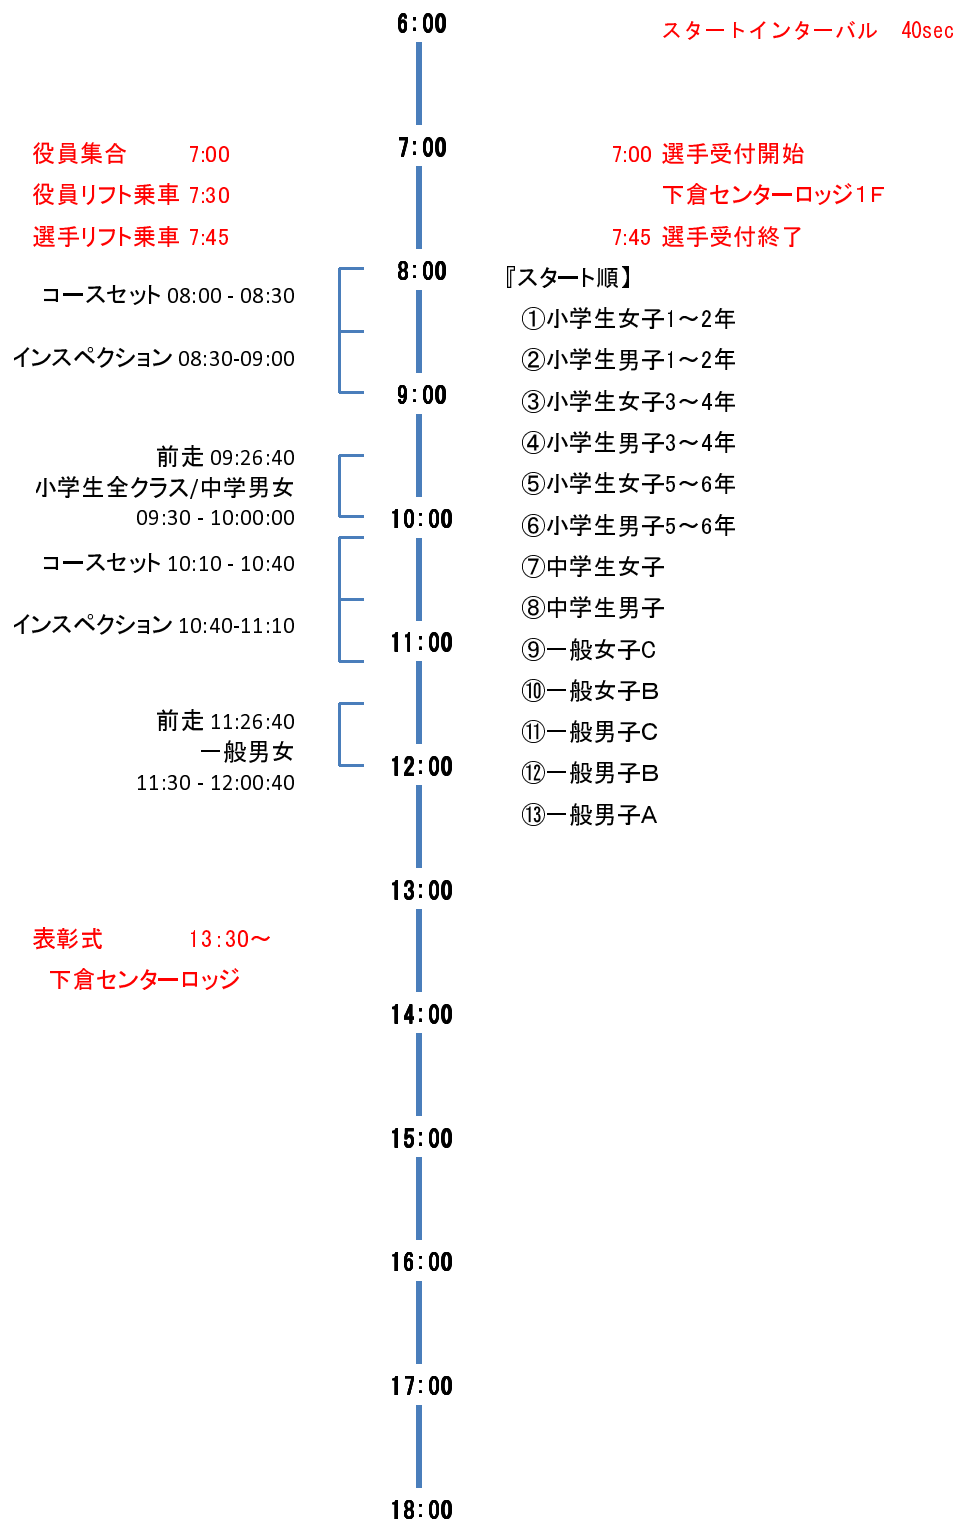 6:00
スタートインターバル　40sec
7:00
役員集合 7:00
役員リフト乗車 7:30
選手リフト乗車 7:45
7:00 選手受付開始
下倉センターロッジ1F
7:45 選手受付終了
8:00
コースセット 08:00 - 08:30
インスペクション 08:30-09:00
9:00
前走 09:26:40
小学生全クラス/中学男女
09:30 - 10:00:00
10:00
コースセット 10:10 - 10:40
インスペクション 10:40-11:10
11:00
前走 11:26:40
一般男女
11:30 - 12:00:40
12:00
『スタート順】
①小学生女子1～2年
②小学生男子1～2年
③小学生女子3～4年
④小学生男子3～4年
⑤小学生女子5～6年
⑥小学生男子5～6年
⑦中学生女子
⑧中学生男子
⑨一般女子C
⑩一般女子B
⑪一般男子C
⑫一般男子B
⑬一般男子A
13:00
表彰式 13:30～
下倉センターロッジ
14:00
15:00
16:00
17:00
18:00